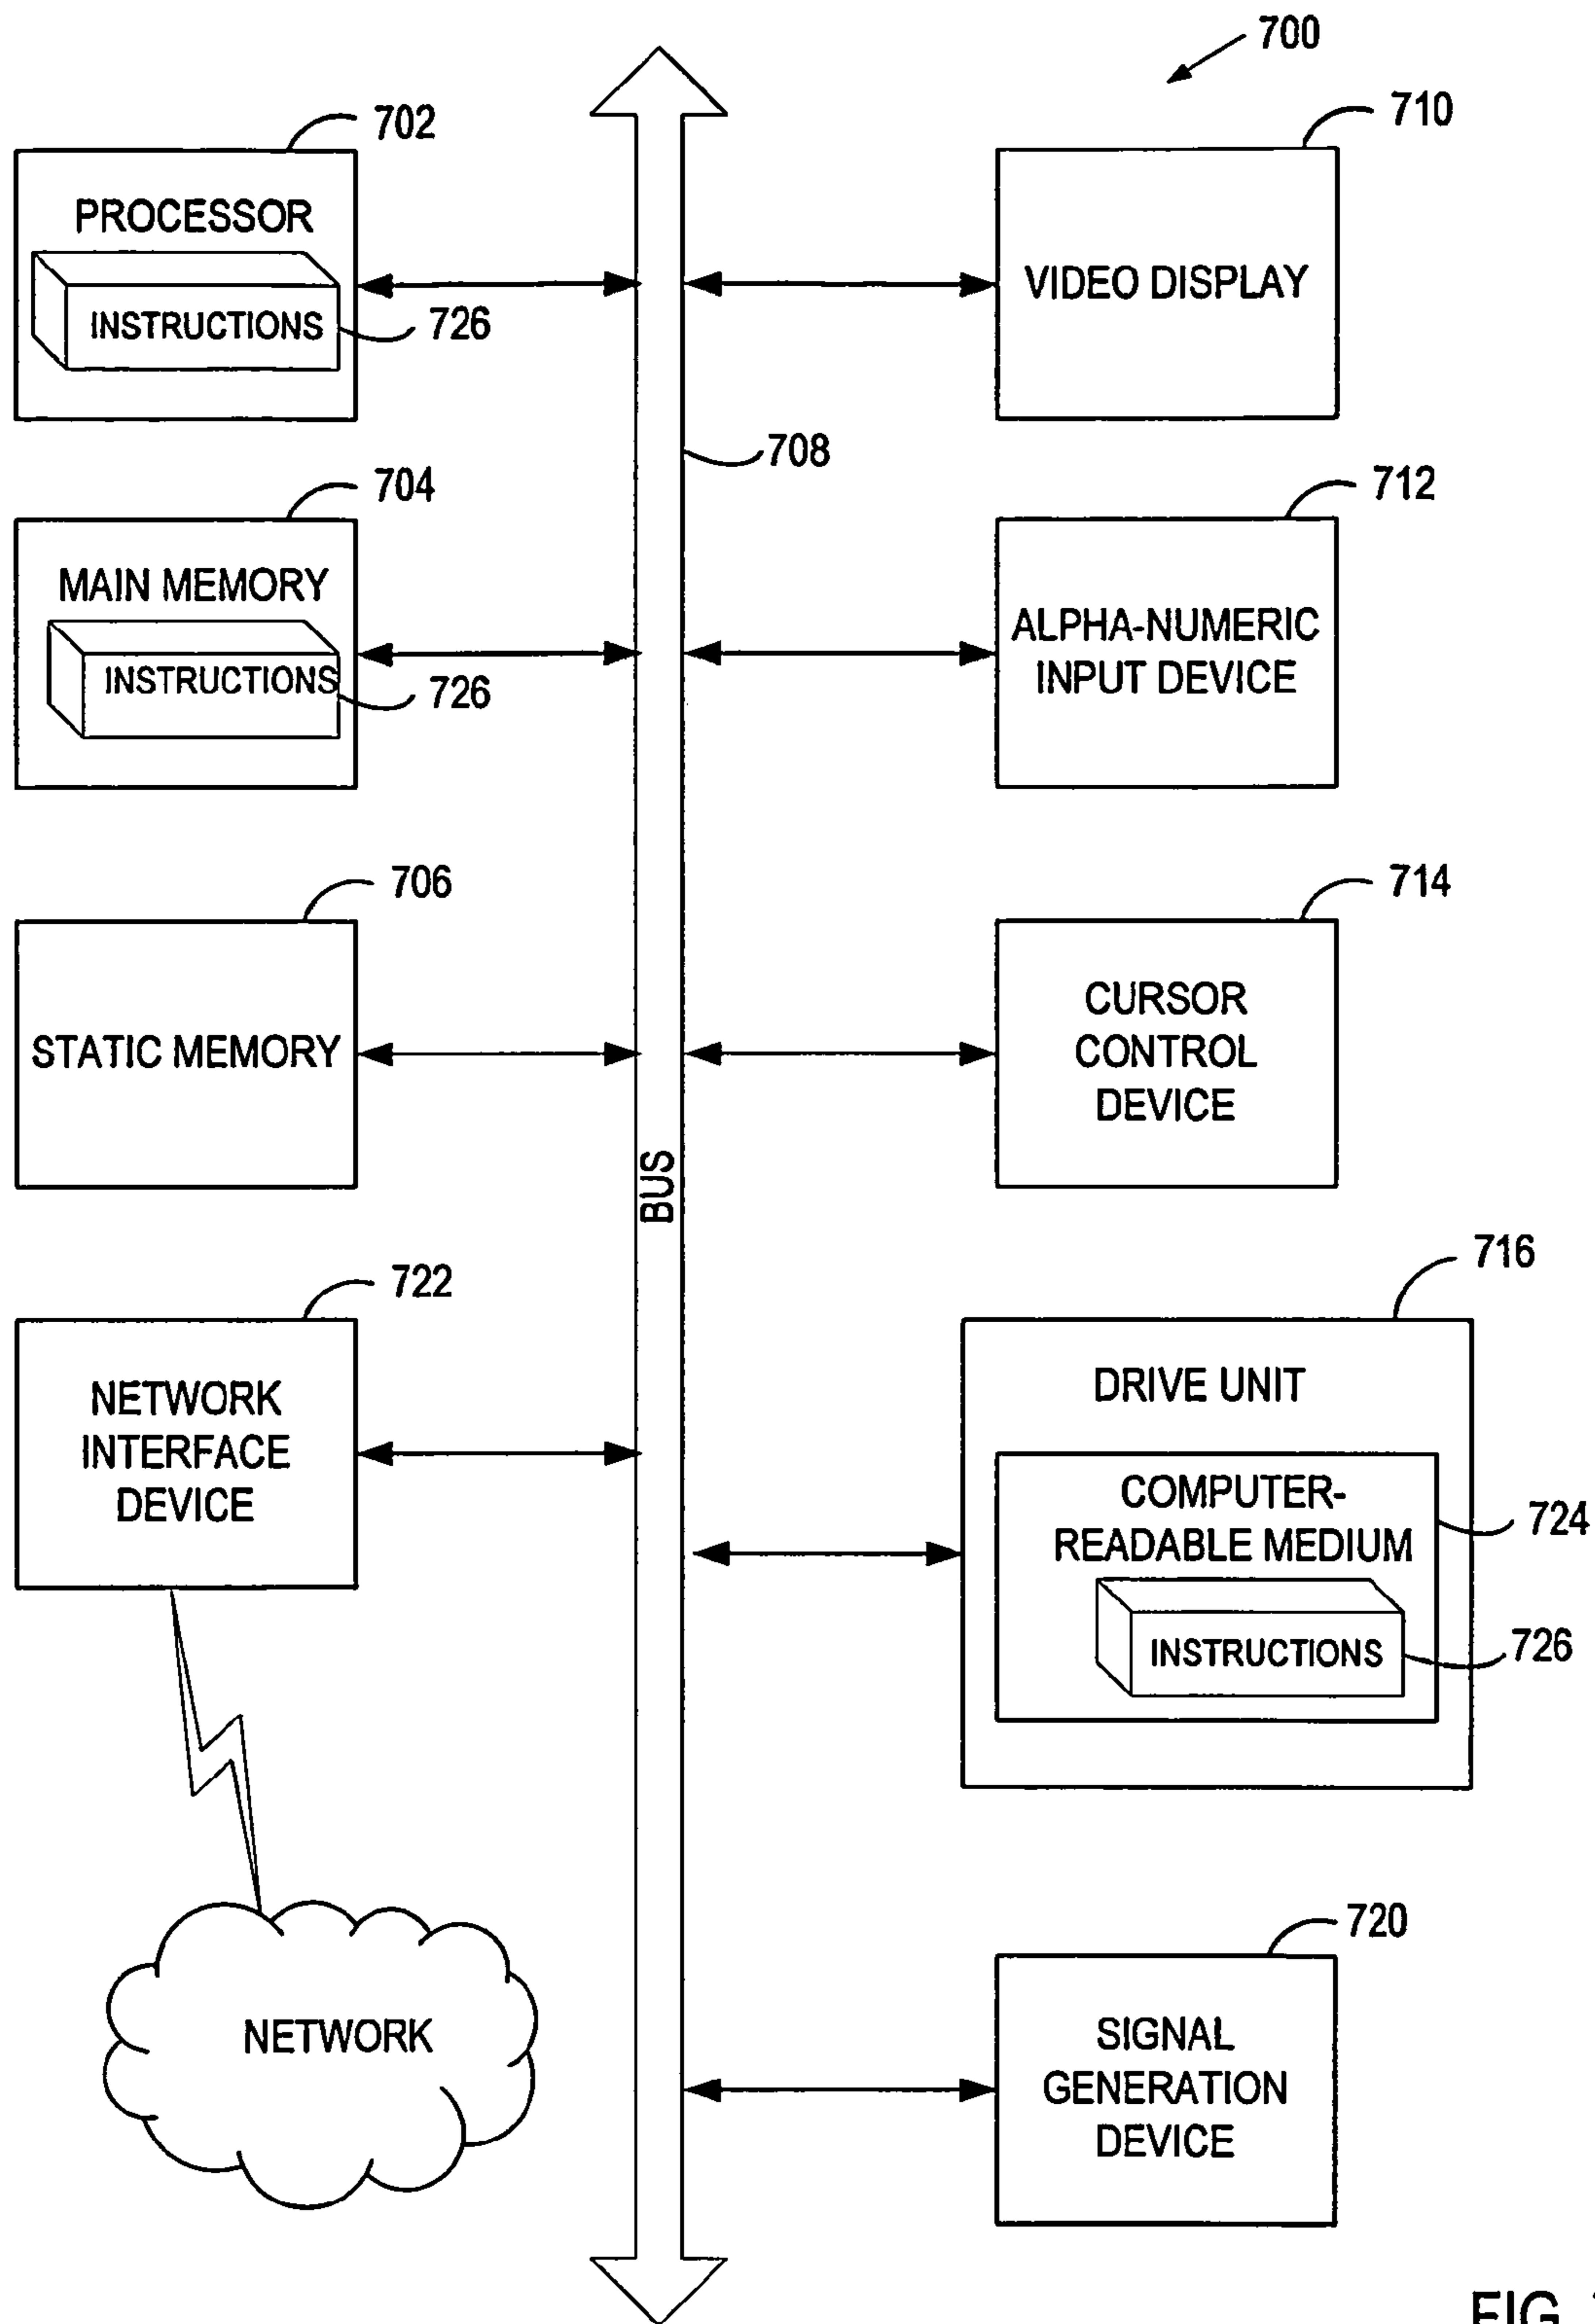 700
702
PROCESSOR
INSTRUCTIONS
726
710
VIDEO DISPLAY
708
704
MAIN MEMORY
INSTRUCTIONS
726
712
ALPHA-NUMERIC
INPUT DEVICE
706
STATIC MEMORY
714
CURSOR
CONTROL
DEVICE
BUS
722
NETWORK
INTERFACE
DEVICE
716
DRIVE UNIT
COMPUTER-
READABLE MEDIUM
724
INSTRUCTIONS
726
NETWORK
720
SIGNAL
GENERATION
DEVICE
FIG.